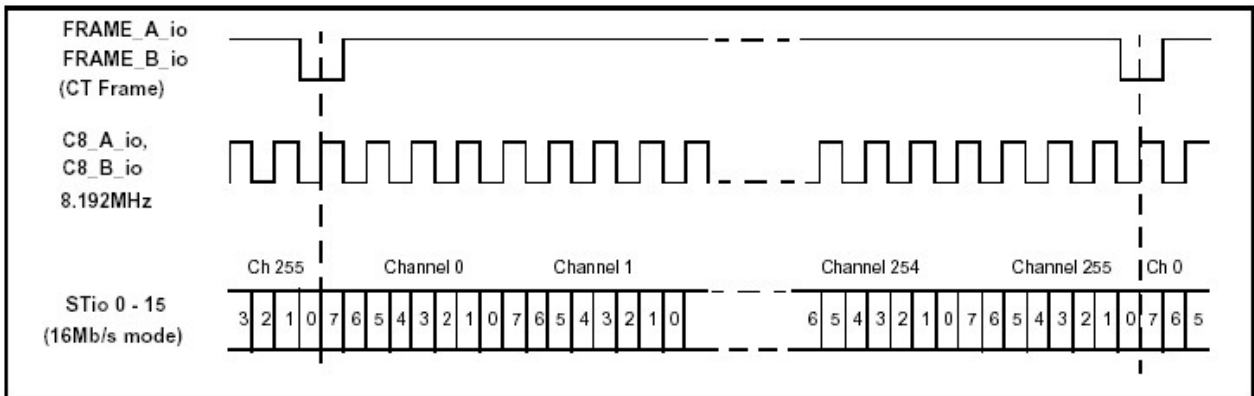 FRAME_A_io
FRAME_B_io
(CT Frame)
C8_A_io,
C8_B_io
8.192MHz
Ch 255 Channel 0 Channel 1 Channel 254 Channel 255 Ch 0
STio 0 - 15
(16Mb/s mode)
3 2 1 0 7 6 5 4 3 2 1 0 7 6 5 4 3 2 1 0 6 5 4 3 2 1 0 7 6 5 4 3 2 1 0 7 6 5